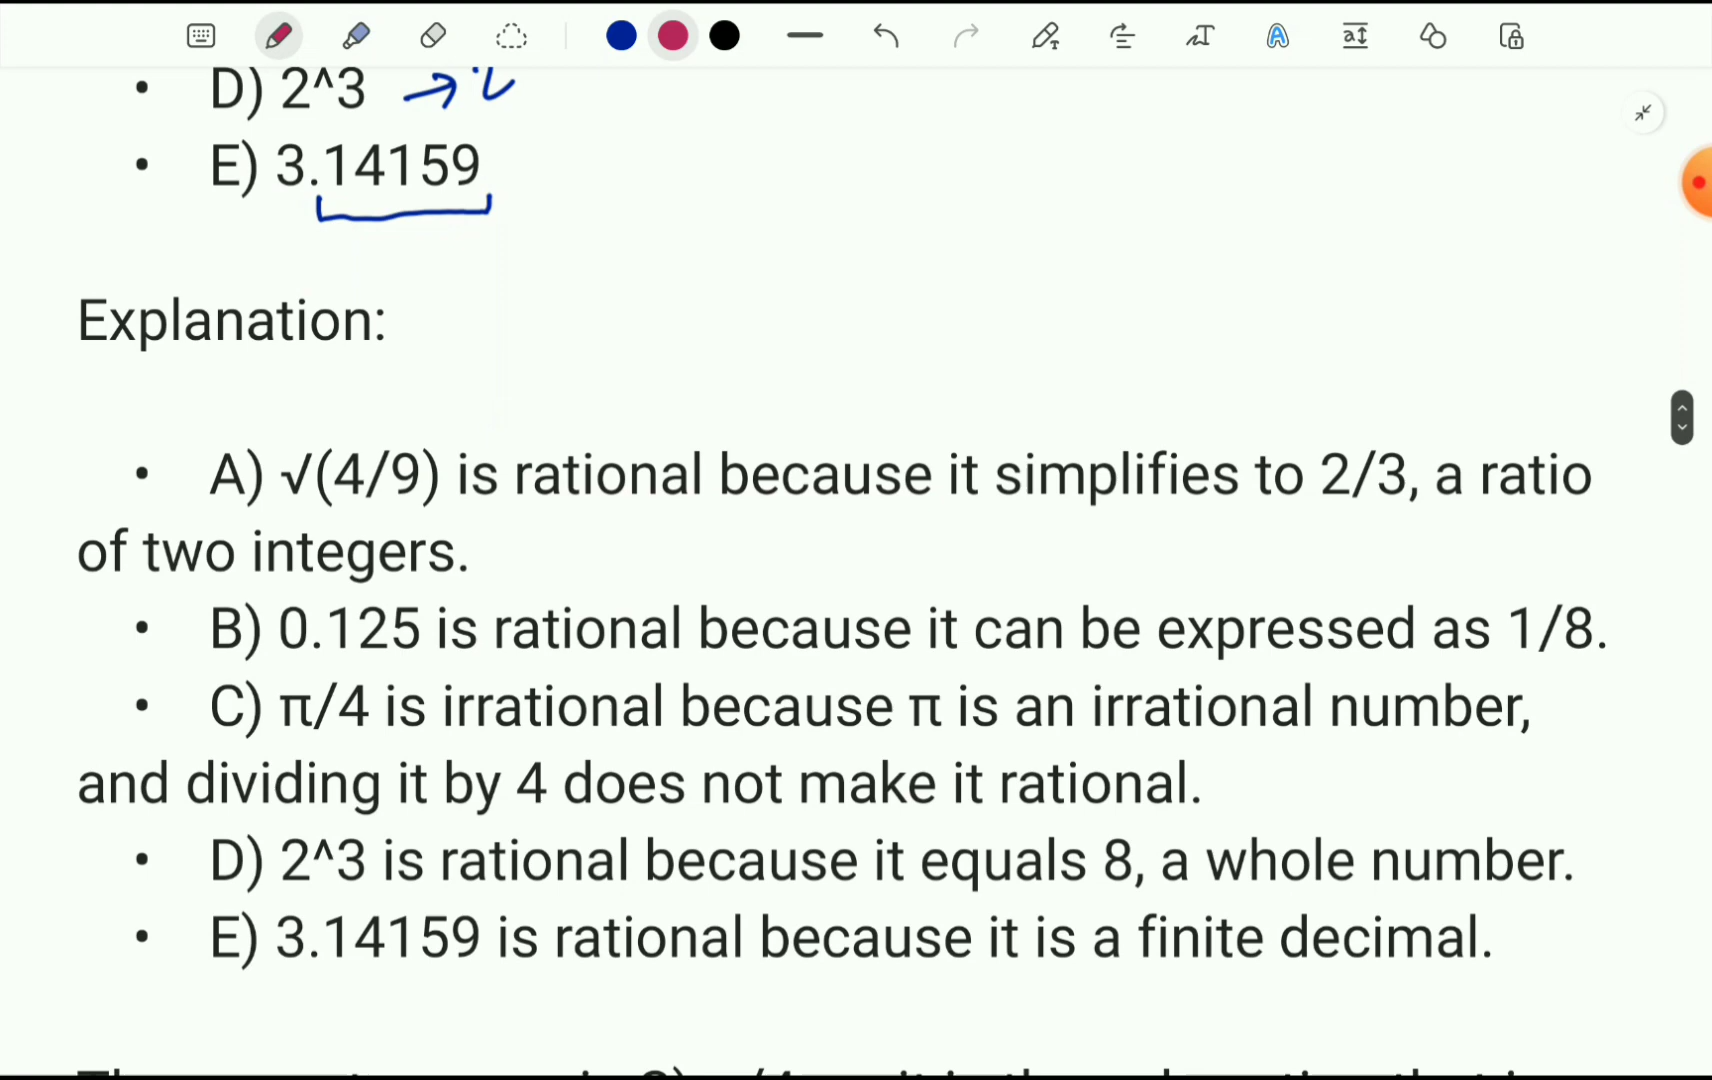 • D) 2^3 →
• E) 3.14159
Explanation:
• A) √(4/9) is rational because it simplifies to 2/3, a ratio
of two integers.
• B) 0.125 is rational because it can be expressed as 1/8.
• C) π/4 is irrational because π is an irrational number,
and dividing it by 4 does not make it rational.
• D) 2^3 is rational because it equals 8, a whole number.
• E) 3.14159 is rational because it is a finite decimal.